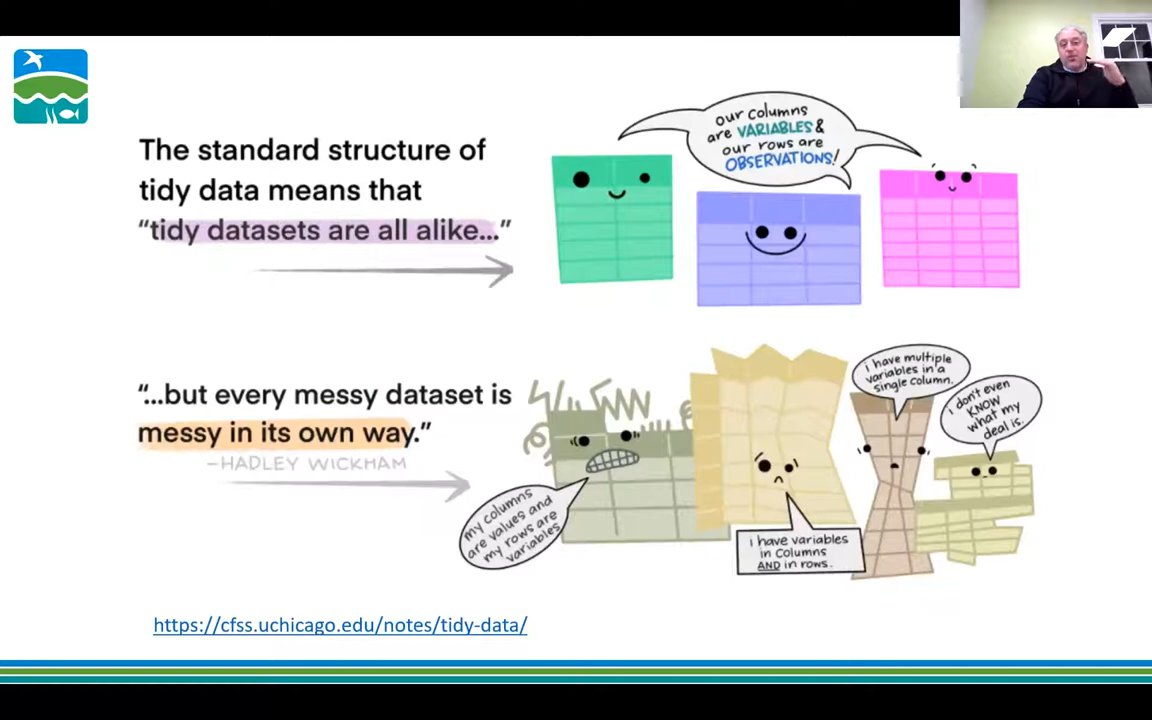 The standard structure of
tidy data means that
“tidy datasets are all alike...”
our columns
are VARIABLES &
our rows are
OBSERVATIONS!
“...but every messy dataset is
messy in its own way.”
–HADLEY WICKHAM
my columns
are values and
my rows are
variables
i have variables
in columns
AND in rows.
i have multiple
variables in a
single column.
i don't even
KNOW
what my
deal is.
https://cfss.uchicago.edu/notes/tidy-data/